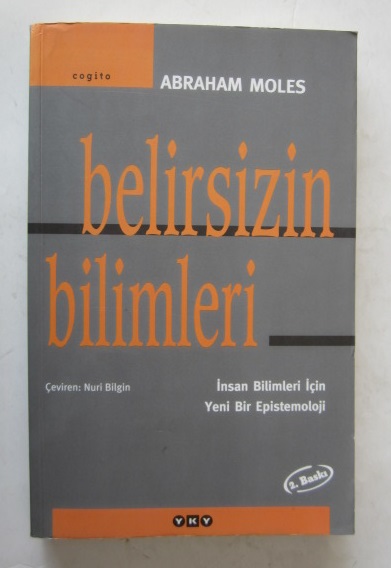 cogito
ABRAHAM MOLES
belirsizin
bilimleri
Çeviren: Nuri Bilgin
İnsan Bilimleri İçin
Yeni Bir Epistemoloji
2. Baskı
YKY